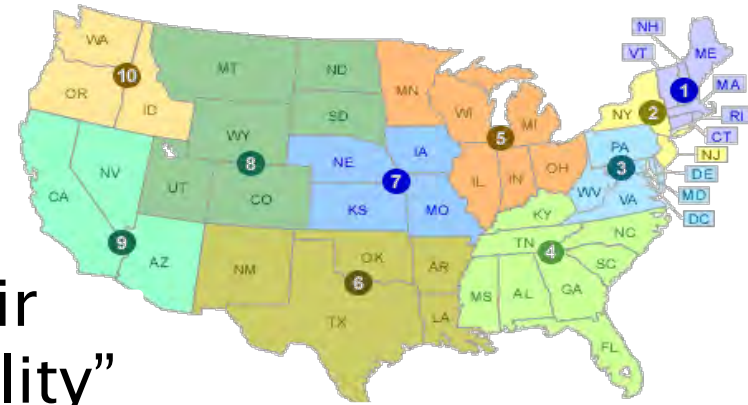 NH
WA
VT
ME
MT
ND
10
MN
1
MA
OR
ID
WI
MI
NY
2
RI
SD
5
CT
WY
IA
PA
NJ
NE
8
3
DE
NV
7
IL
IN
OH
MD
UT
CO
WV
VA
CA
KS
MO
KY
DC
9
TN
NC
4
AZ
NM
OK
AR
SC
6
MS
AL
GA
TX
LA
ir
FL
lity”